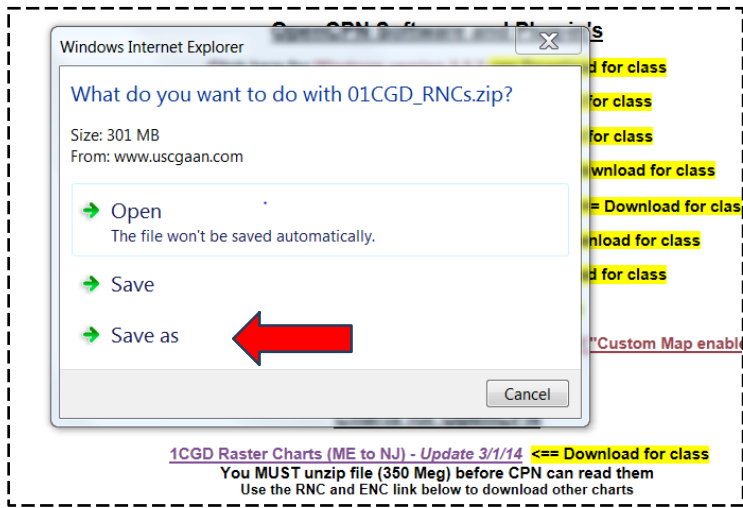 OpenCPN Software and Plugin's
Windows Internet Explorer
d for class
What do you want to do with 01CGD_RNCs.zip?
for class
Size: 301 MB
for class
From: www.uscgaan.com
wnload for class
Open
= Download for clas
The file won't be saved automatically.
nload for class
Save
d for class
Save as
"Custom Map enable
Cancel
1CGD Raster Charts (ME to NJ) - Update 3/1/14 <== Download for class
You MUST unzip file (350 Meg) before CPN can read them
Use the RNC and ENC link below to download other charts